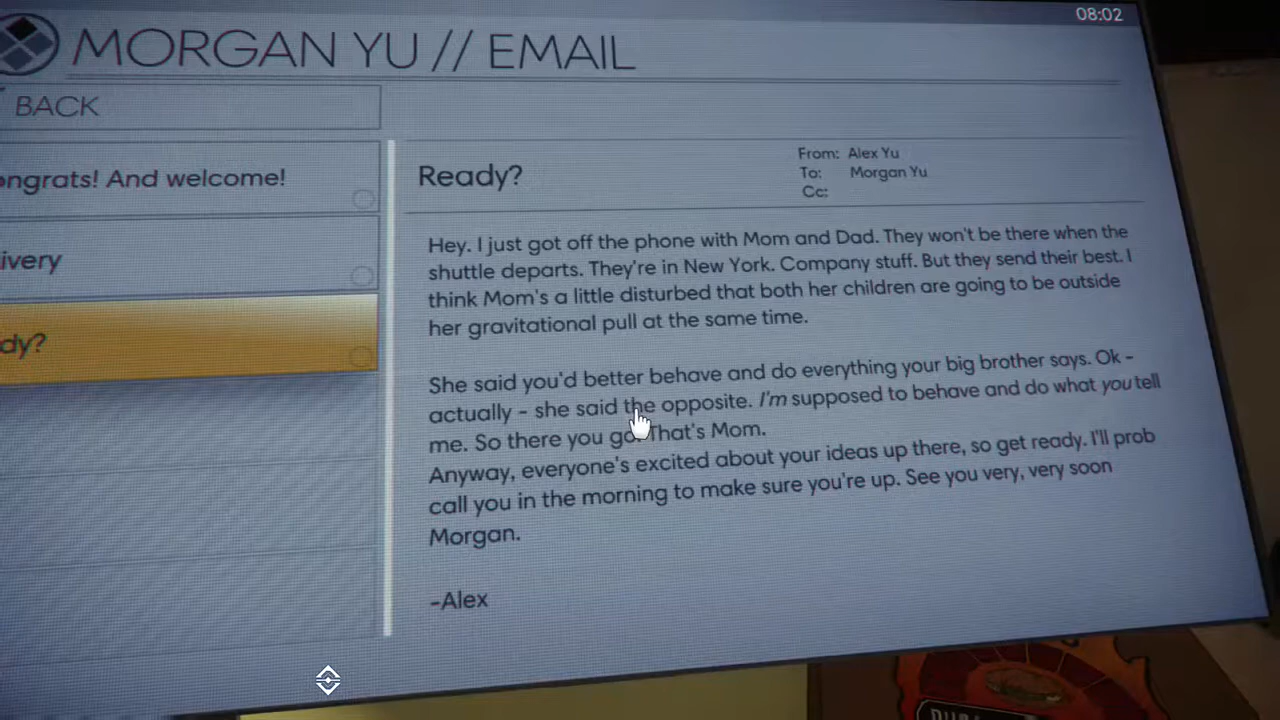 08:02
MORGAN YU // EMAIL
BACK
ongrats! And welcome!
ivery
dy?
Ready?
From: Alex Yu
To: Morgan Yu
Cc:
Hey. I just got off the phone with Mom and Dad. They won't be there when the
shuttle departs. They're in New York. Company stuff. But they send their best. I
think Mom's a little disturbed that both her children are going to be outside
her gravitational pull at the same time.
She said you'd better behave and do everything your big brother says. Ok -
actually - she said the opposite. I'm supposed to behave and do what you tell
me. So there you go. That's Mom.
Anyway, everyone's excited about your ideas up there, so get ready. I'll prob
call you in the morning to make sure you're up. See you very, very soon
Morgan.
-Alex